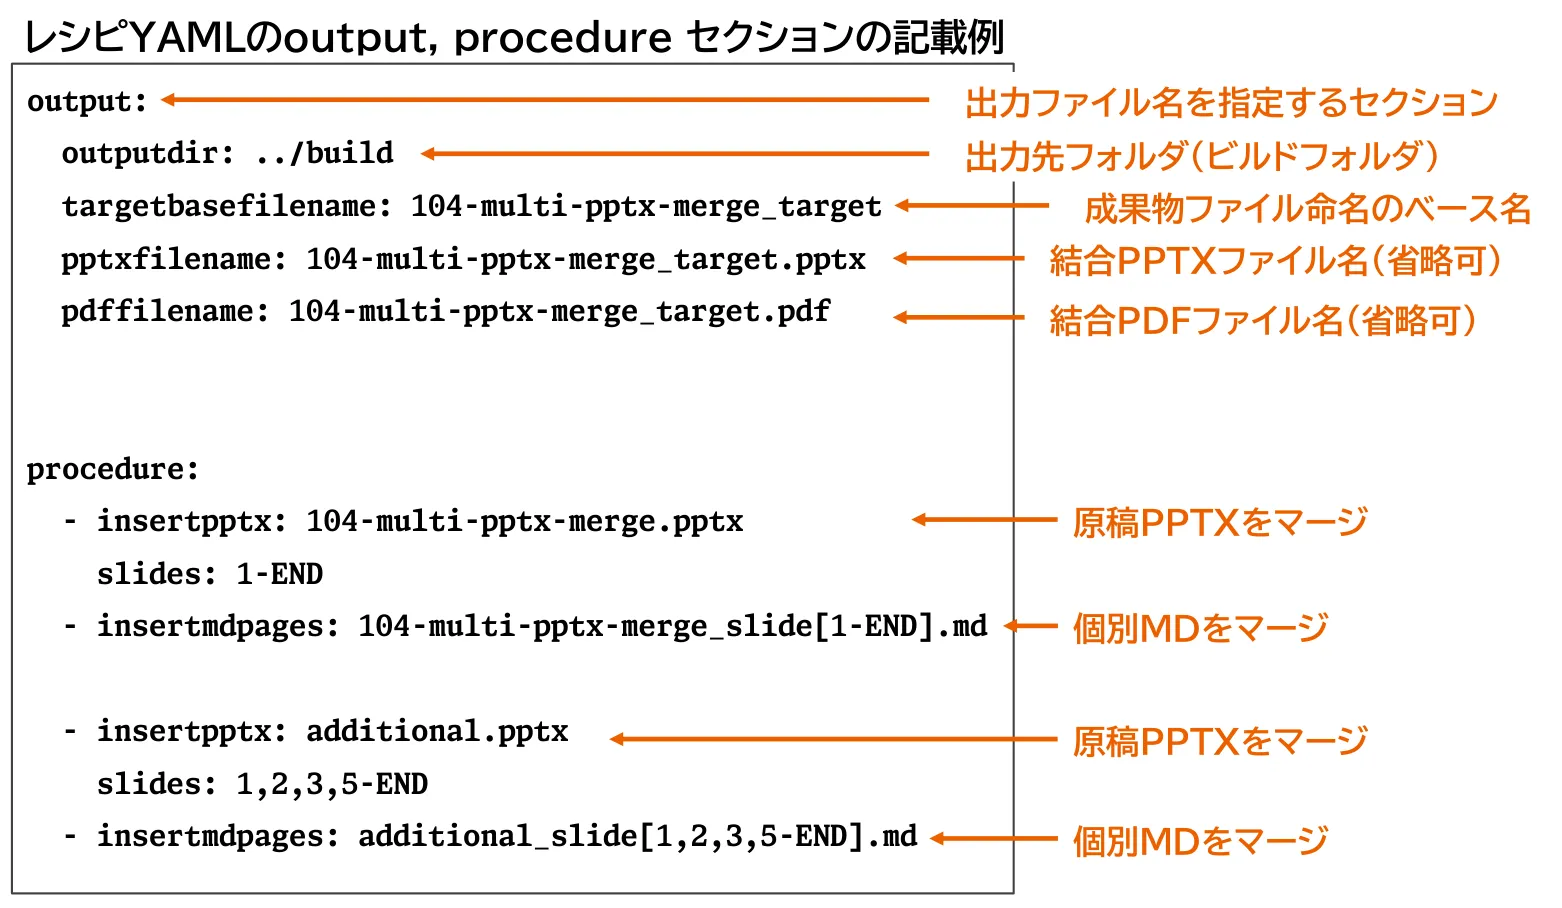 レシピYAMLのoutput, procedure セクションの記載例
output:
出力ファイル名を指定するセクション
outputdir: ../build
出力先フォルダ(ビルドフォルダ)
targetbasefilename: 104-multi-pptx-merge_target
成果物ファイル命名のベース名
pptxfilename: 104-multi-pptx-merge_target.pptx
結合PPTXファイル名(省略可)
pdffilename: 104-multi-pptx-merge_target.pdf
結合PDFファイル名(省略可)
procedure:
- insertpptx: 104-multi-pptx-merge.pptx
原稿PPTXをマージ
slides: 1-END
- insertmdpages: 104-multi-pptx-merge_slide[1-END].md
個別MDをマージ
- insertpptx: additional.pptx
原稿PPTXをマージ
slides: 1,2,3,5-END
- insertmdpages: additional_slide[1,2,3,5-END].md
個別MDをマージ